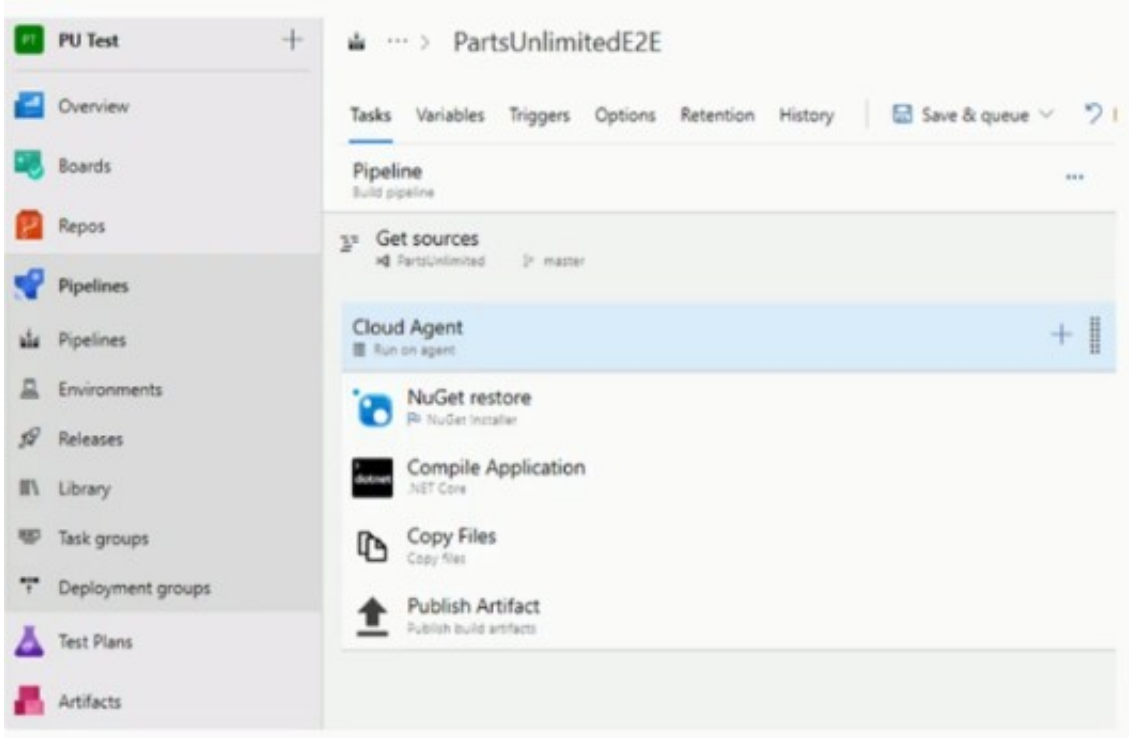 PT PU Test +
Overview
Boards
Repos
Pipelines
Pipelines
Environments
Releases
Library
Task groups
Deployment groups
Test Plans
Artifacts
··· > PartsUnlimitedE2E
Tasks Variables Triggers Options Retention History Save & queue
Pipeline
Build pipeline
Get sources
PartsUnlimited master
Cloud Agent
Run on agent
NuGet restore
NuGet Installer
dotnet
Compile Application
.NET Core
Copy Files
Copy files
Publish Artifact
Publish build artifacts